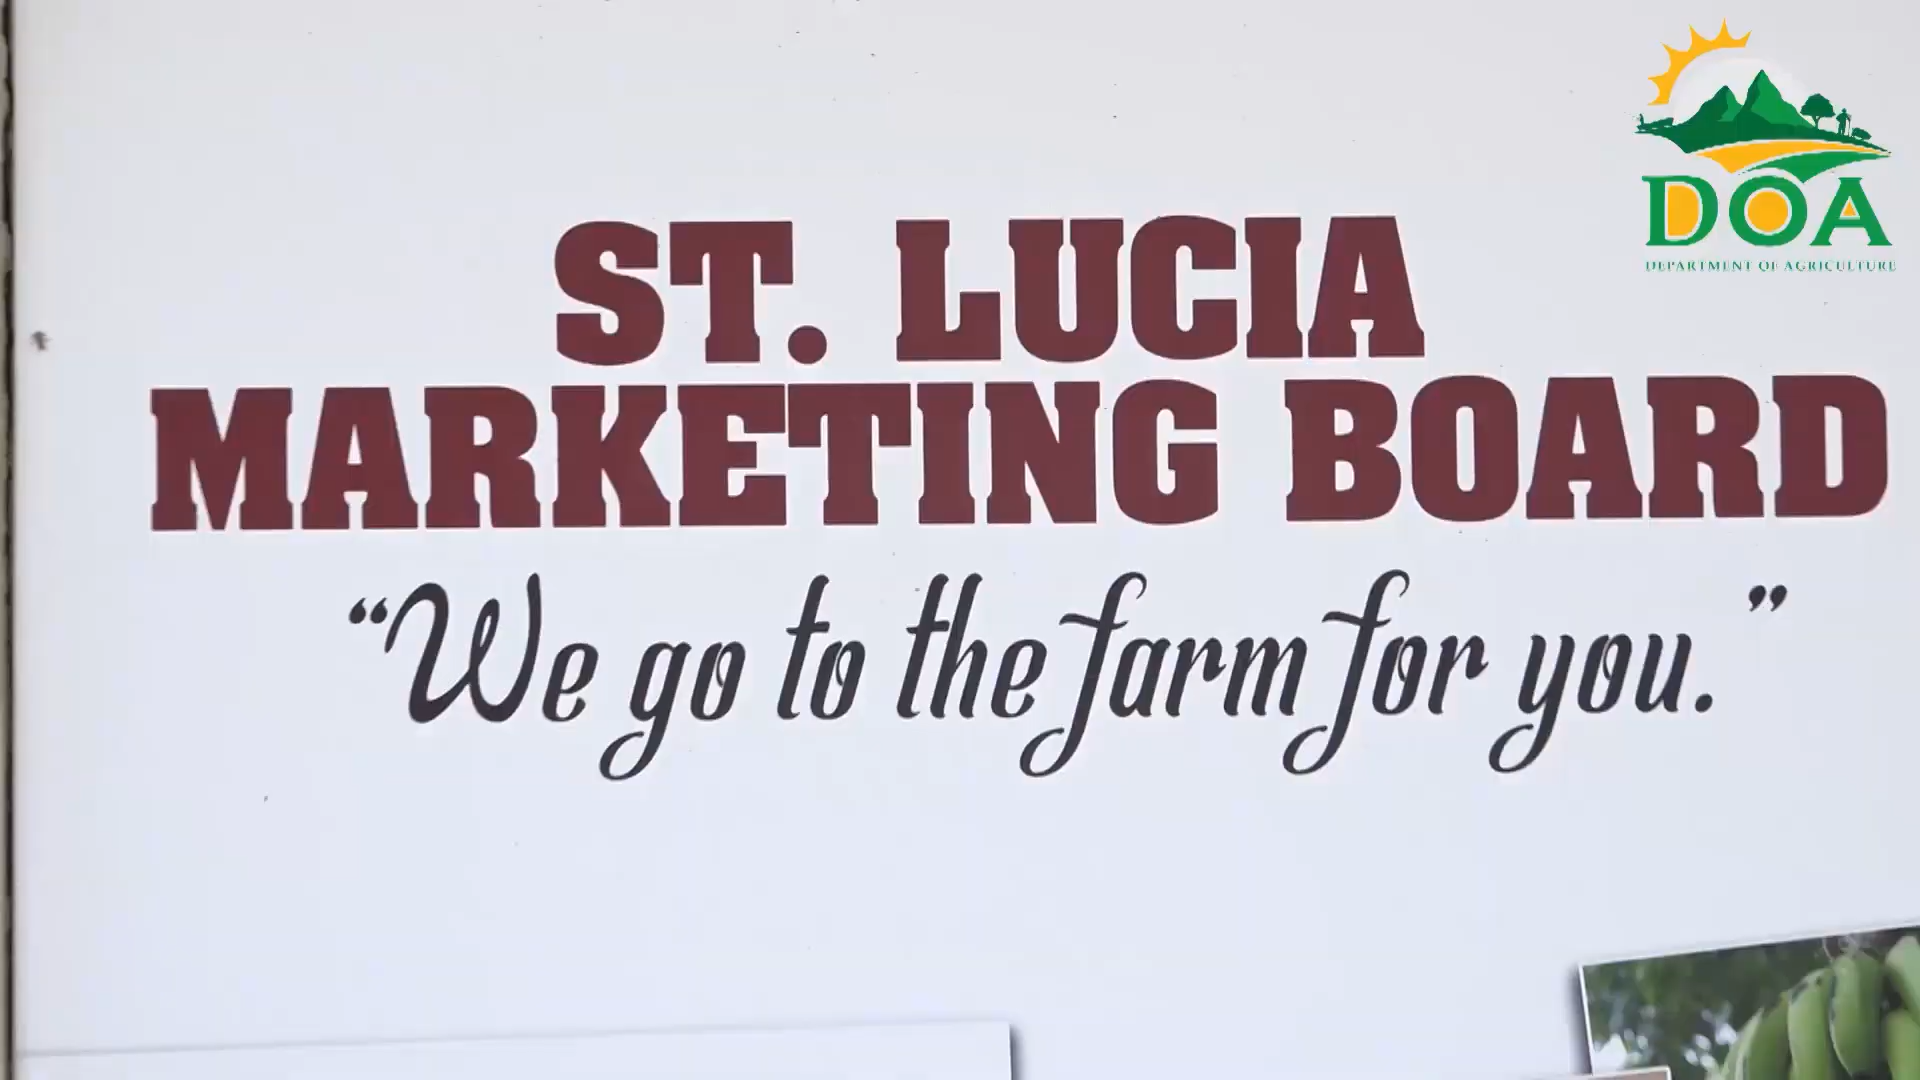 DOA
DEPARTMENT OF AGRICULTURE
ST. LUCIA
MARKETING BOARD
“We go to the farm for you.”